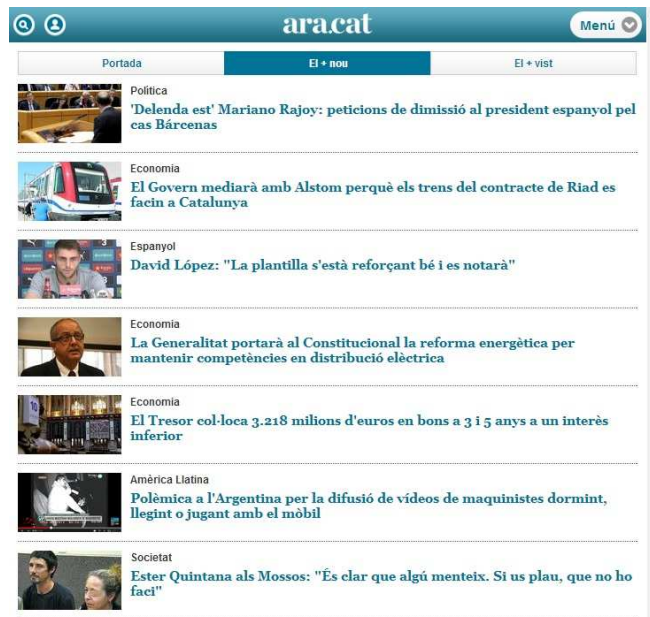 ara.cat
Menú
Portada
El + nou
El + vist
Política
'Delenda est' Mariano Rajoy: peticions de dimissió al president espanyol pel
cas Bárcenas
Economia
El Govern mediarà amb Alstom perquè els trens del contracte de Riad es
facin a Catalunya
Espanyol
David López: "La plantilla s'està reforçant bé i es notarà"
Economia
La Generalitat portarà al Constitucional la reforma energètica per
mantenir competències en distribució elèctrica
Economia
El Tresor col·loca 3.218 milions d'euros en bons a 3 i 5 anys a un interès
inferior
Amèrica Llatina
Polèmica a l'Argentina per la difusió de vídeos de maquinistes dormint,
llegint o jugant amb el mòbil
Societat
Ester Quintana als Mossos: "És clar que algú menteix. Si us plau, que no ho
faci"